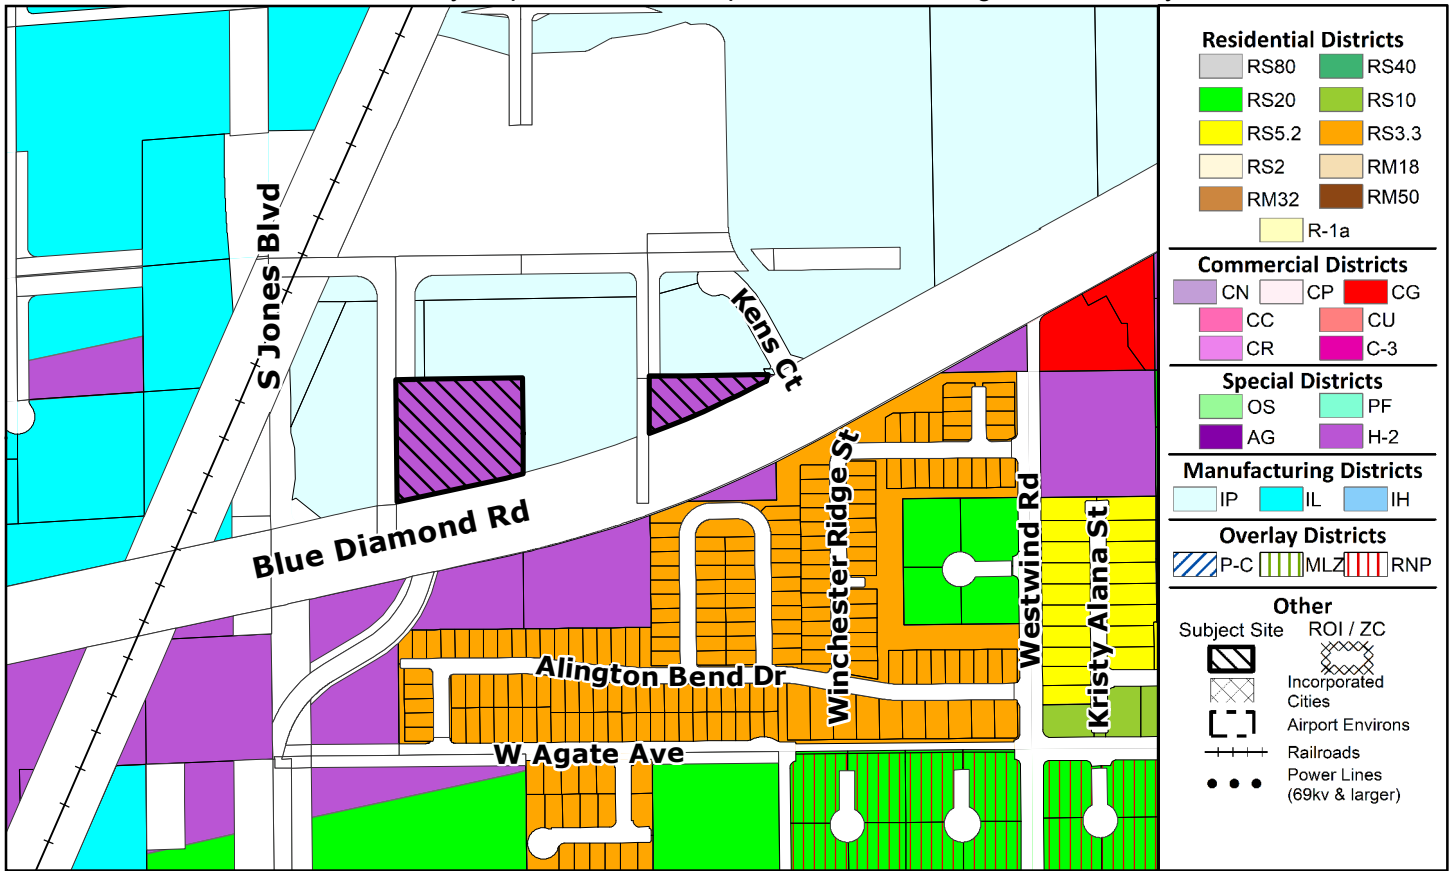 S Jones Blvd
Kens Ct
Blue Diamond Rd
Winchester Ridge St
Westwind Rd
Kristy Alana St
Alington Bend Dr
W Agate Ave
Residential Districts
RS80 RS40
RS20 RS10
RS5.2 RS3.3
RS2 RM18
RM32 RM50
R-1a
Commercial Districts
CN CP CG
CC CU
CR C-3
Special Districts
OS PF
AG H-2
Manufacturing Districts
IP IL IH
Overlay Districts
P-C MLZ RNP
Other
Subject Site ROI / ZC
Incorporated
Cities
Airport Environs
Railroads
Power Lines
(69kv & larger)